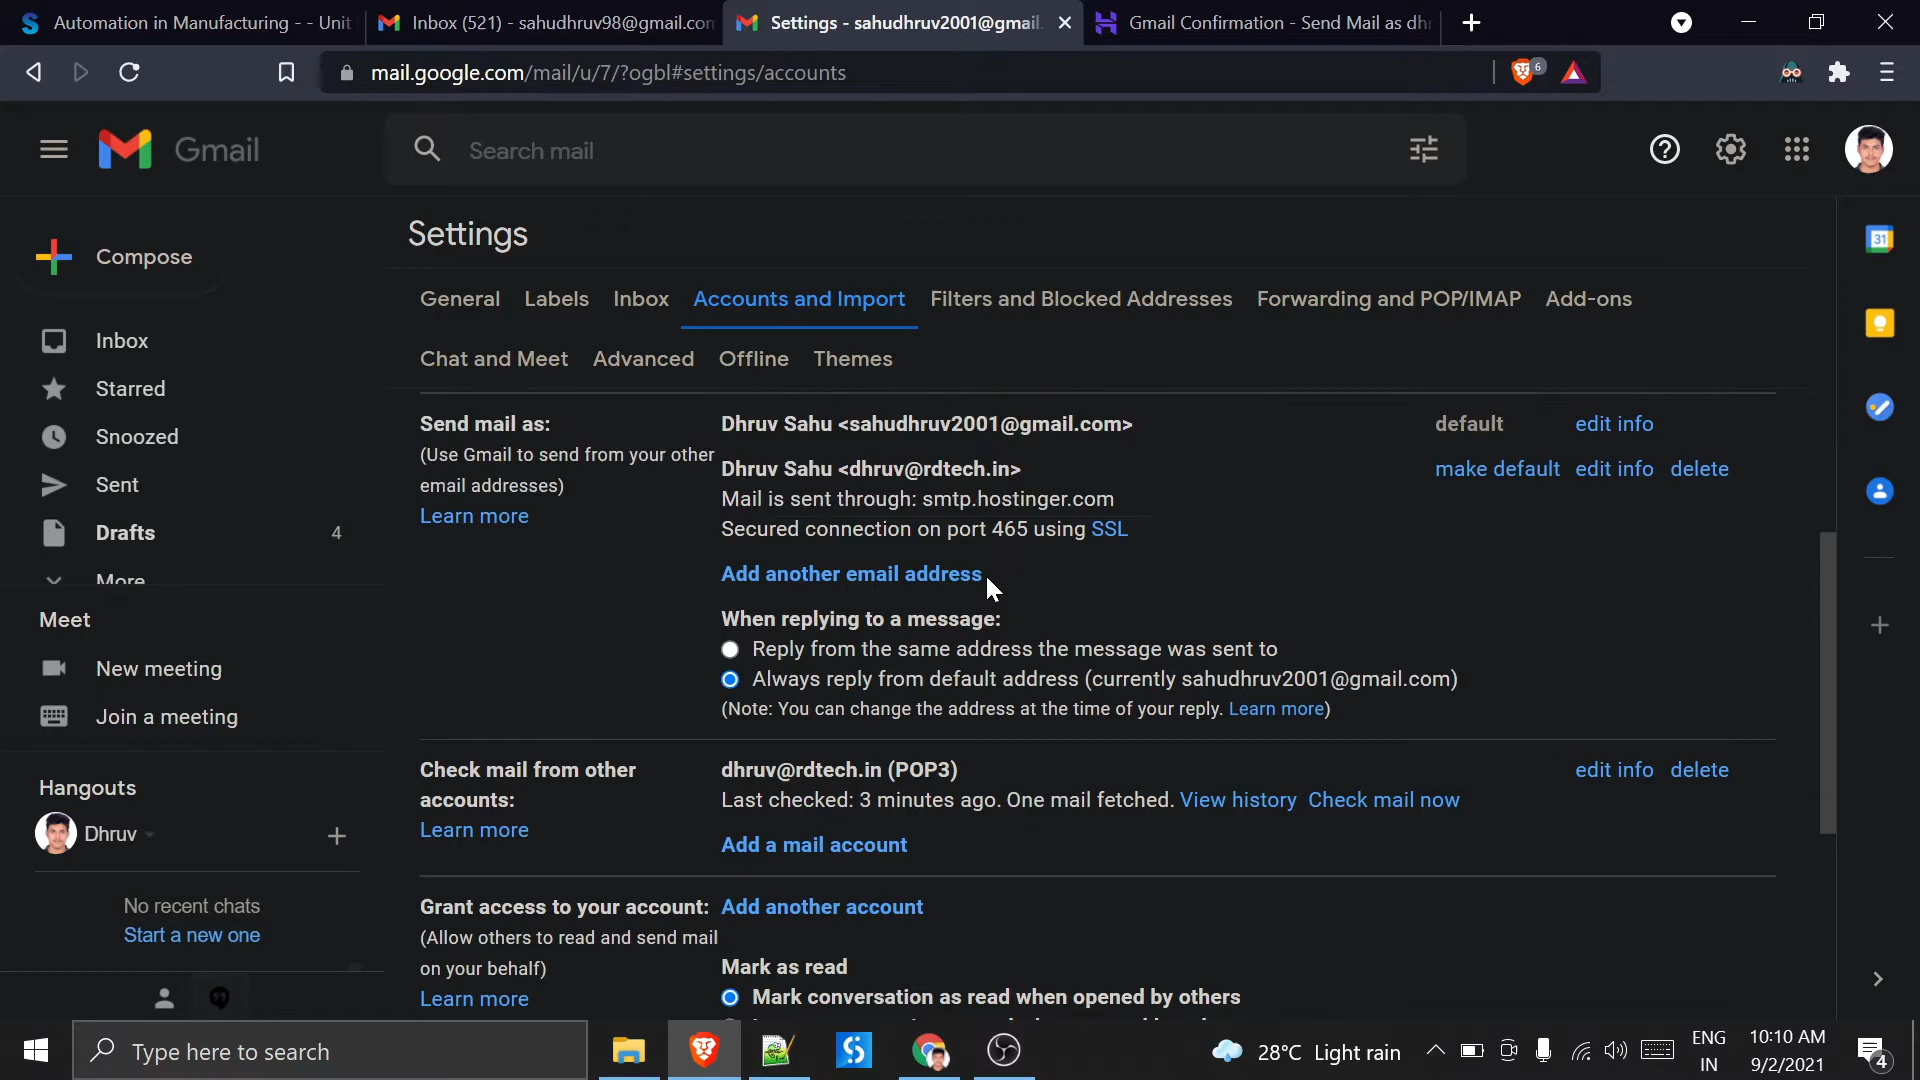 Automation in Manufacturing - - Unit
Inbox (521) - sahudhruv98@gmail.com
Settings - sahudhruv2001@gmail.
Gmail Confirmation - Send Mail as dhr
mail.google.com/mail/u/7/?ogbl#settings/accounts
6
Gmail
Search mail
Compose
Inbox
Starred
Snoozed
Sent
Drafts 4
More
Meet
New meeting
Join a meeting
Hangouts
Dhruv
No recent chats
Start a new one
Settings
General Labels Inbox Accounts and Import Filters and Blocked Addresses Forwarding and POP/IMAP Add-ons
Chat and Meet Advanced Offline Themes
Send mail as:
(Use Gmail to send from your other
email addresses)
Learn more
Dhruv Sahu <sahudhruv2001@gmail.com> default edit info
Dhruv Sahu <dhruv@rdtech.in> make default edit info delete
Mail is sent through: smtp.hostinger.com
Secured connection on port 465 using SSL
Add another email address
When replying to a message:
Reply from the same address the message was sent to
Always reply from default address (currently sahudhruv2001@gmail.com)
(Note: You can change the address at the time of your reply. Learn more)
Check mail from other
accounts:
Learn more
dhruv@rdtech.in (POP3) edit info delete
Last checked: 3 minutes ago. One mail fetched. View history Check mail now
Add a mail account
Grant access to your account:
(Allow others to read and send mail
on your behalf)
Learn more
Add another account
Mark as read
Mark conversation as read when opened by others
31
Type here to search
28°C Light rain
ENG
IN
10:10 AM
9/2/2021
4